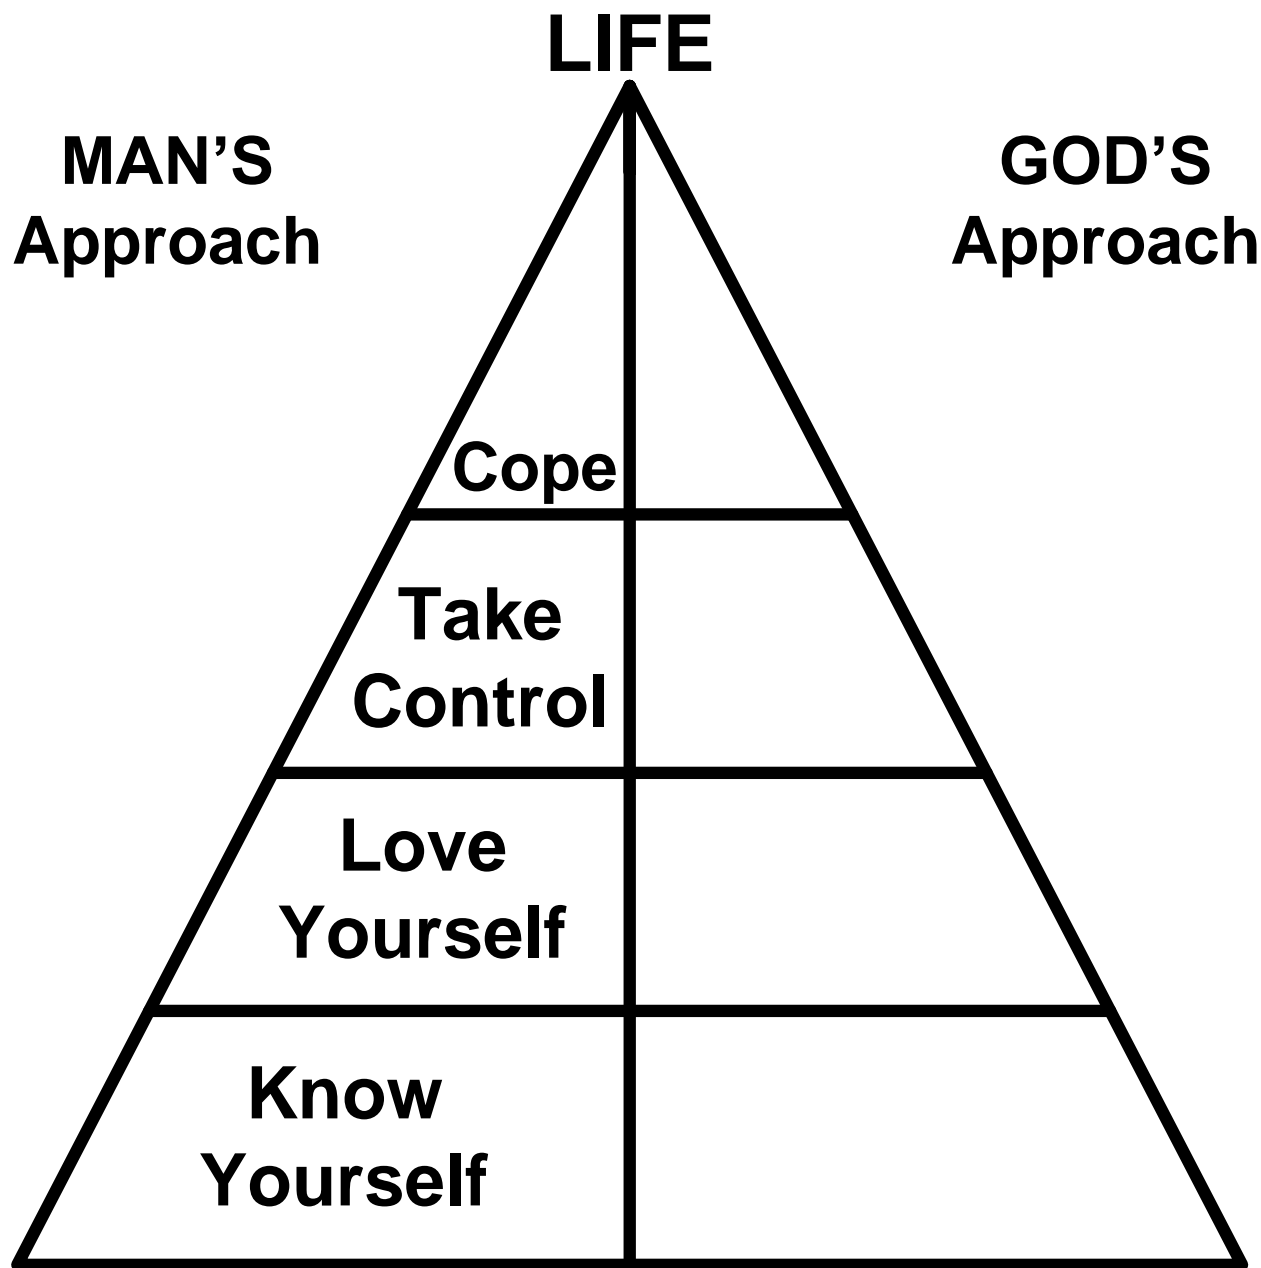 LIFE
MAN’S
Approach
GOD’S
Approach
Cope
Take
Control
Love
Yourself
Know
Yourself